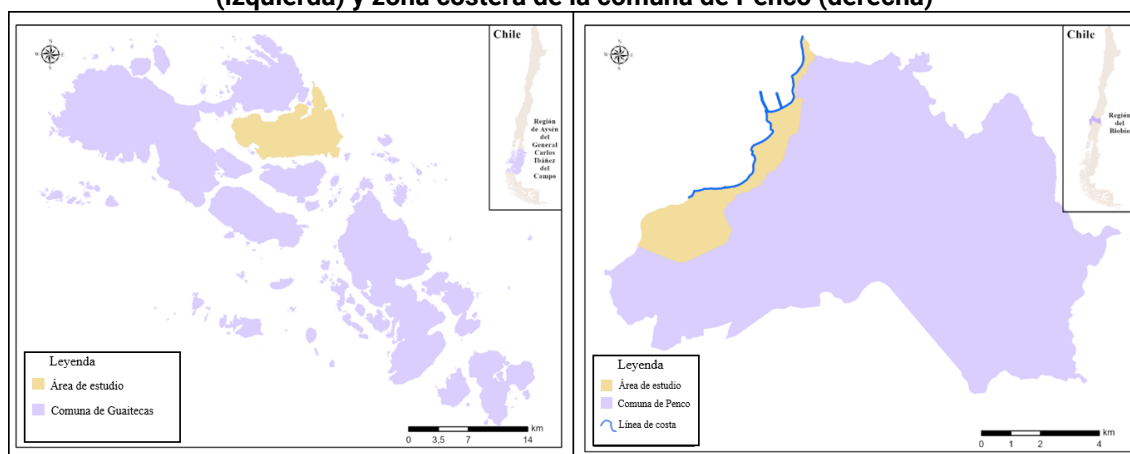 (izquierda) y zona costera de la comuna de Penco (derecha)
Chile
Región
de Aysén
del
General
Carlos
Ibáñez
del
Campo
Leyenda
Área de estudio
Comuna de Guaitecas
km
0 3,5 7 14
Chile
Región
del
Biobío
Leyenda
Área de estudio
Comuna de Penco
Línea de costa
km
0 1 2 4